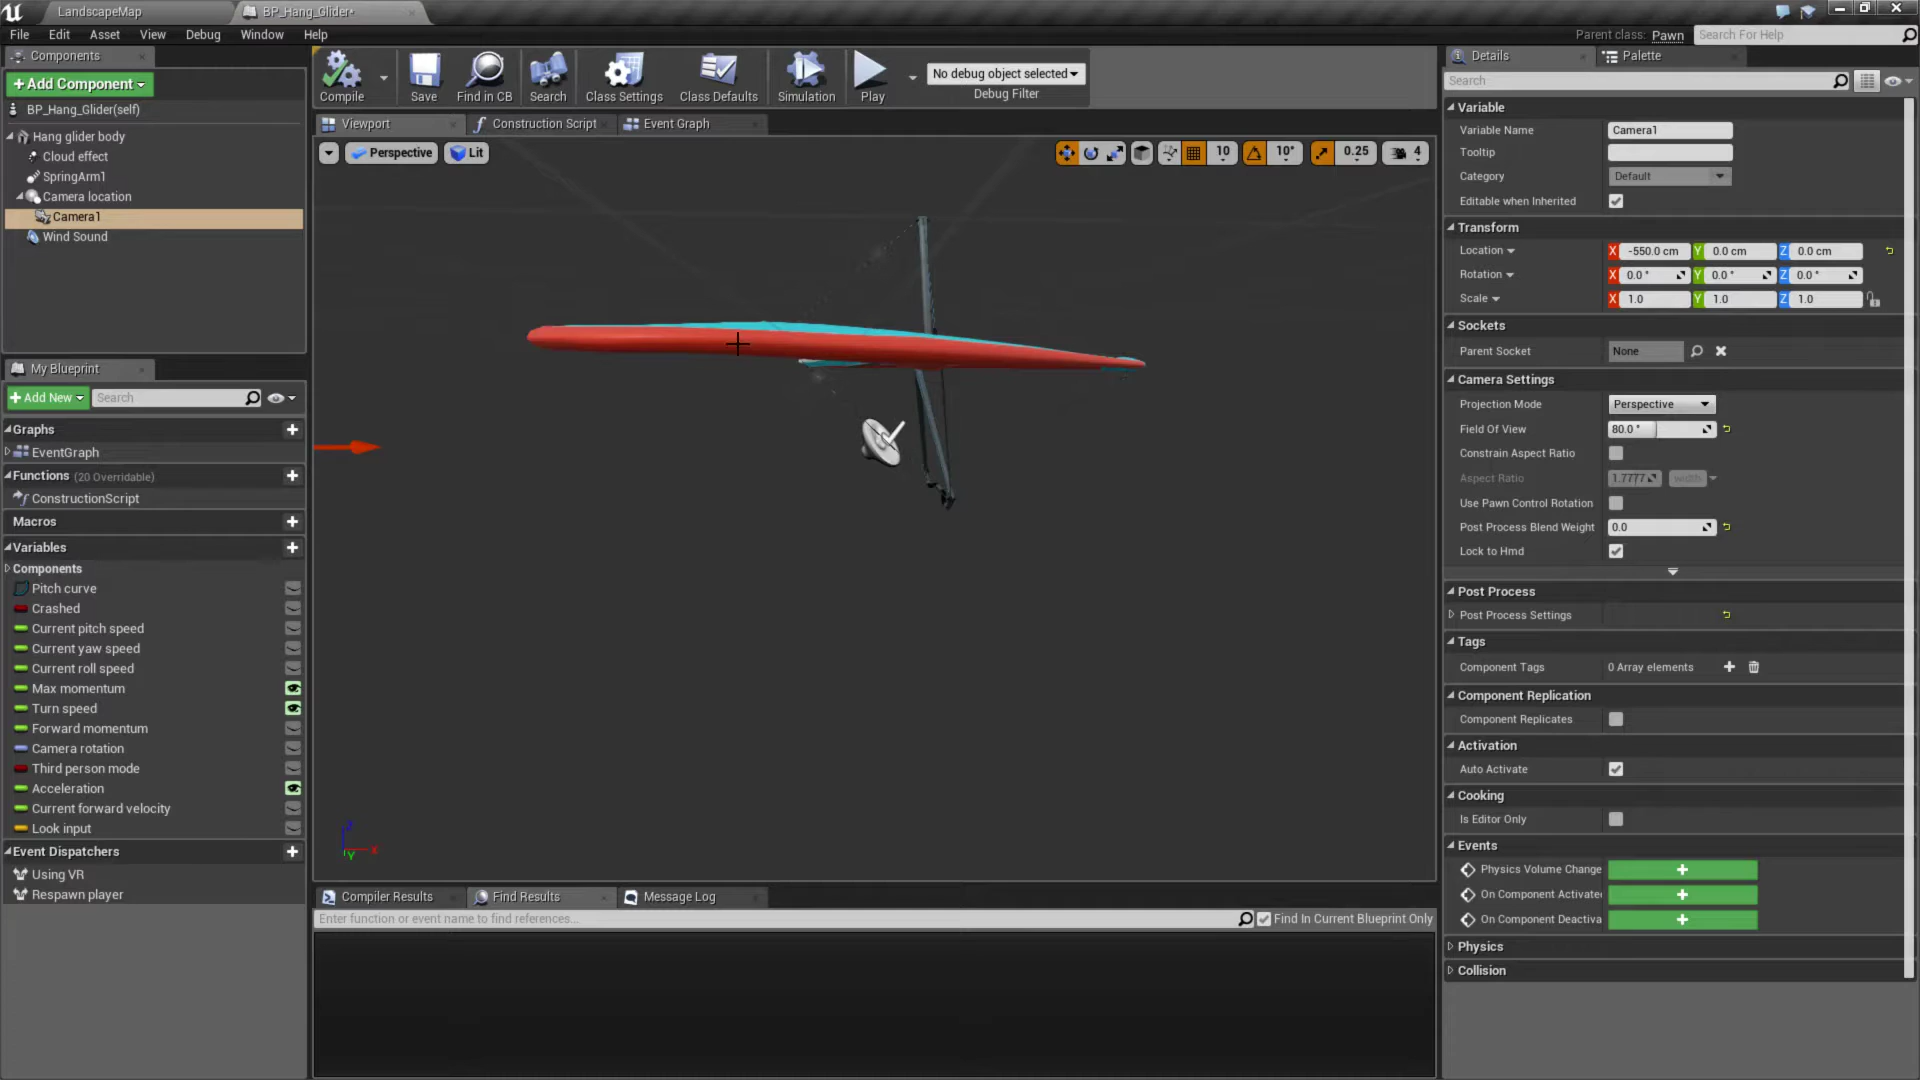 LandscapeMap
BP_Hang_Glider*
File Edit Asset View Debug Window Help
Parent class: Pawn
Search For Help
Components
+ Add Component
BP_Hang_Glider(self)
Hang glider body
Cloud effect
SpringArm1
Camera location
Camera1
Wind Sound
My Blueprint
+ Add New
Search
Graphs
EventGraph
Functions (20 Overridable)
ConstructionScript
Macros
Variables
Components
Pitch curve
Crashed
Current pitch speed
Current yaw speed
Current roll speed
Max momentum
Turn speed
Forward momentum
Camera rotation
Third person mode
Acceleration
Current forward velocity
Look input
Event Dispatchers
Using VR
Respawn player
Compile
Save
Find in CB
Search
Class Settings
Class Defaults
Simulation
Play
No debug object selected
Debug Filter
Viewport
Construction Script
Event Graph
Perspective
Lit
10
10°
0.25
4
Z
X
Y
Compiler Results
Find Results
Message Log
Enter function or event name to find references...
Find In Current Blueprint Only
Details
Palette
Search
Variable
Variable Name Camera1
Tooltip
Category Default
Editable when Inherited
Transform
Location X -550.0 cm Y 0.0 cm Z 0.0 cm
Rotation X 0.0 ° Y 0.0 ° Z 0.0 °
Scale X 1.0 Y 1.0 Z 1.0
Sockets
Parent Socket None
Camera Settings
Projection Mode Perspective
Field Of View 80.0 °
Constrain Aspect Ratio
Aspect Ratio 1.7777 width
Use Pawn Control Rotation
Post Process Blend Weight 0.0
Lock to Hmd
Post Process
Post Process Settings
Tags
Component Tags 0 Array elements
Component Replication
Component Replicates
Activation
Auto Activate
Cooking
Is Editor Only
Events
Physics Volume Change +
On Component Activate +
On Component Deactiva +
Physics
Collision